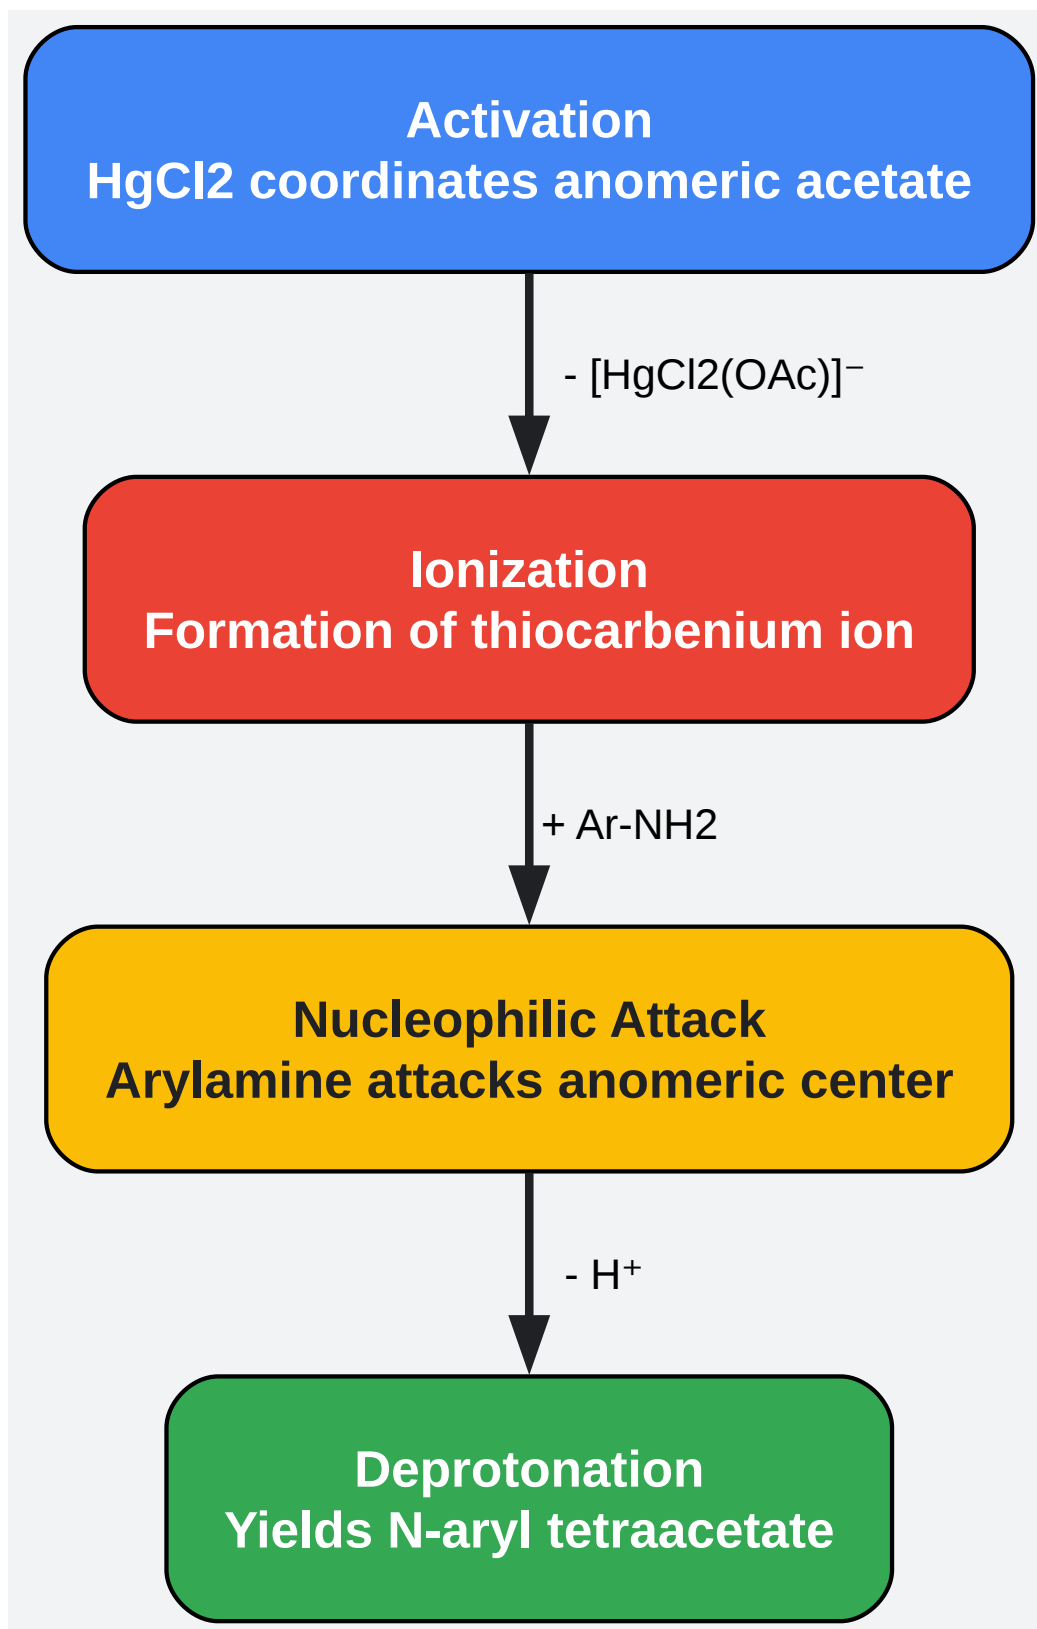 Activation
HgCl2 coordinates anomeric acetate
- [HgCl2(OAc)]⁻
Ionization
Formation of thiocarbenium ion
+ Ar-NH2
Nucleophilic Attack
Arylamine attacks anomeric center
- H⁺
Deprotonation
Yields N-aryl tetraacetate